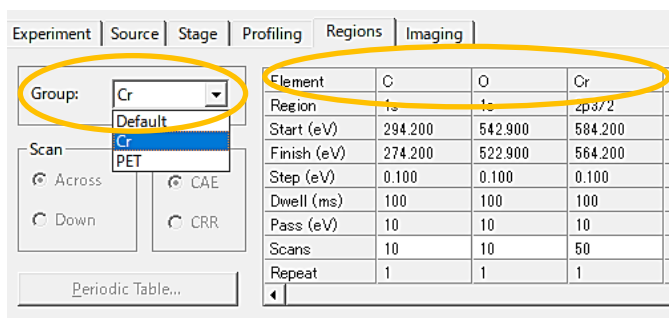 Experiment Source Stage Profiling Regions Imaging
Group: Cr
Default
Cr
PET
Scan
Across CAE
Down CRR
Periodic Table...
Element C O Cr
Region 1s 1s 2p3/2
Start (eV) 294.200 542.900 584.200
Finish (eV) 274.200 522.900 564.200
Step (eV) 0.100 0.100 0.100
Dwell (ms) 100 100 100
Pass (eV) 10 10 10
Scans 10 10 50
Repeat 1 1 1